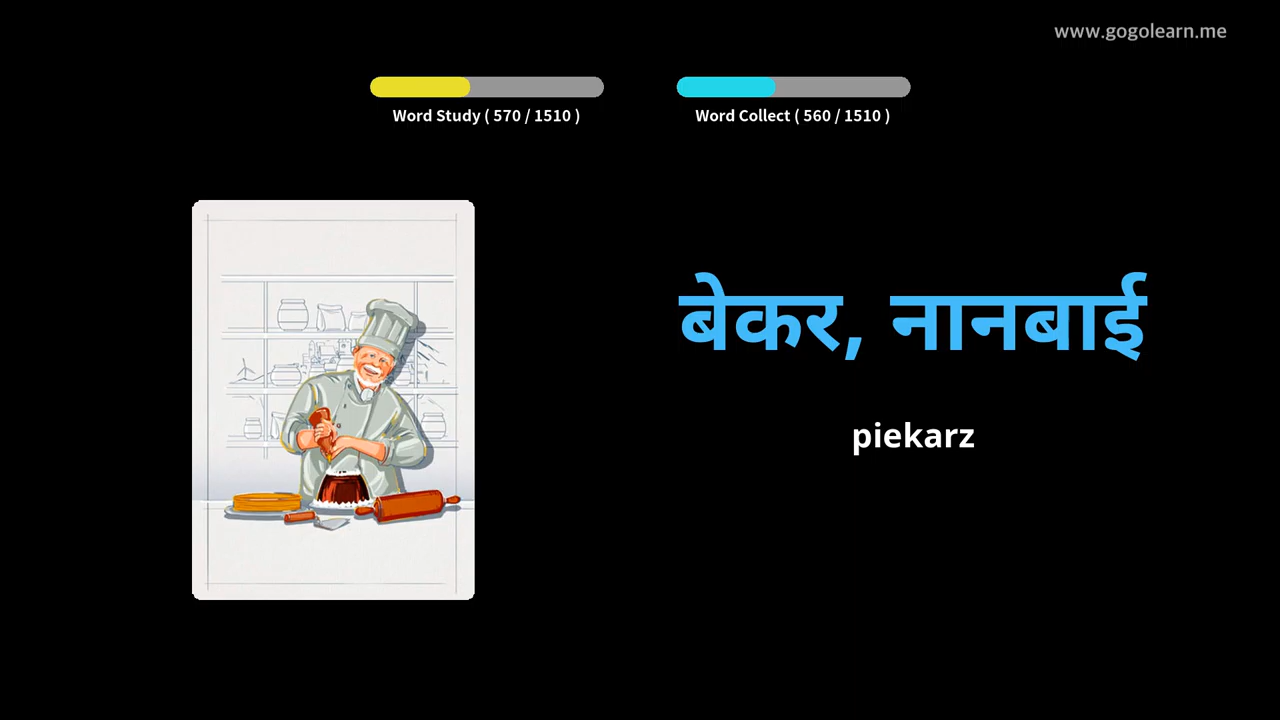 www.gogolearn.me
Word Study ( 570 / 1510 )
Word Collect ( 560 / 1510 )
बेकर, नानबाई
piekarz